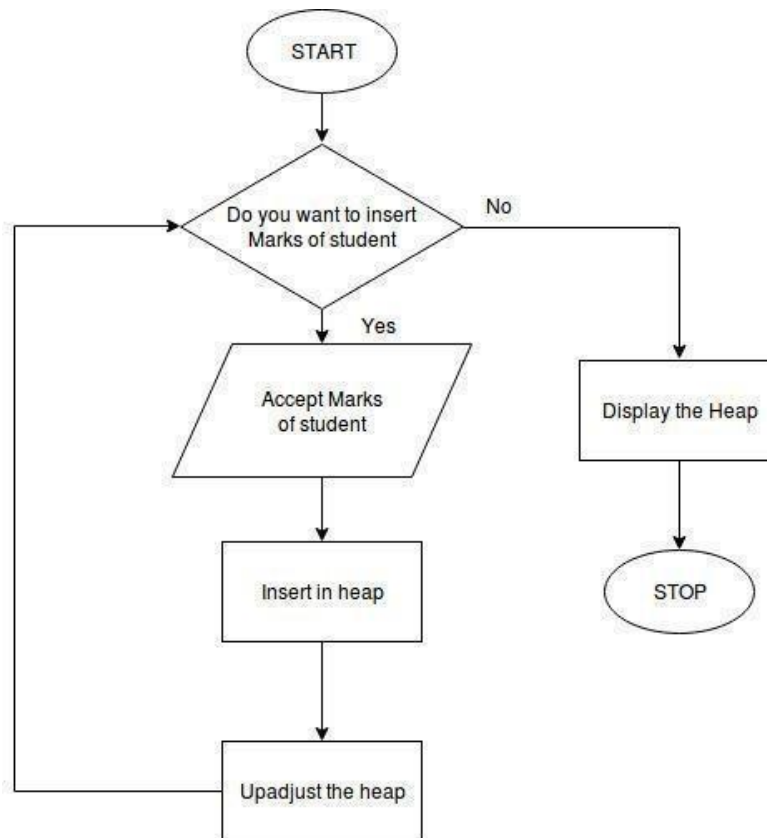 START
Do you want to insert
Marks of student
No
Yes
Accept Marks
of student
Display the Heap
Insert in heap
STOP
Upadjust the heap